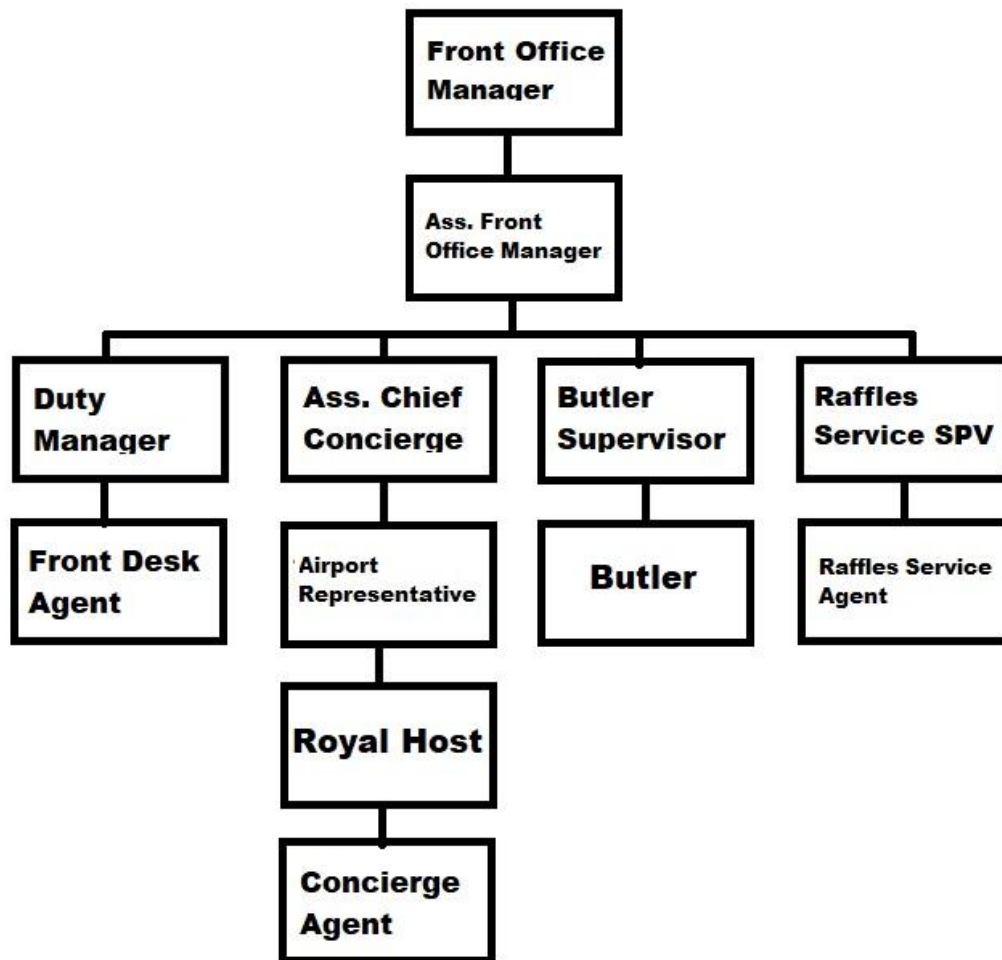 Front Office
Manager
Ass. Front
Office Manager
Duty
Manager
Ass. Chief
Concierge
Butler
Supervisor
Raffles
Service SPV
Front Desk
Agent
Airport
Representative
Butler
Raffles Service
Agent
Royal Host
Concierge
Agent